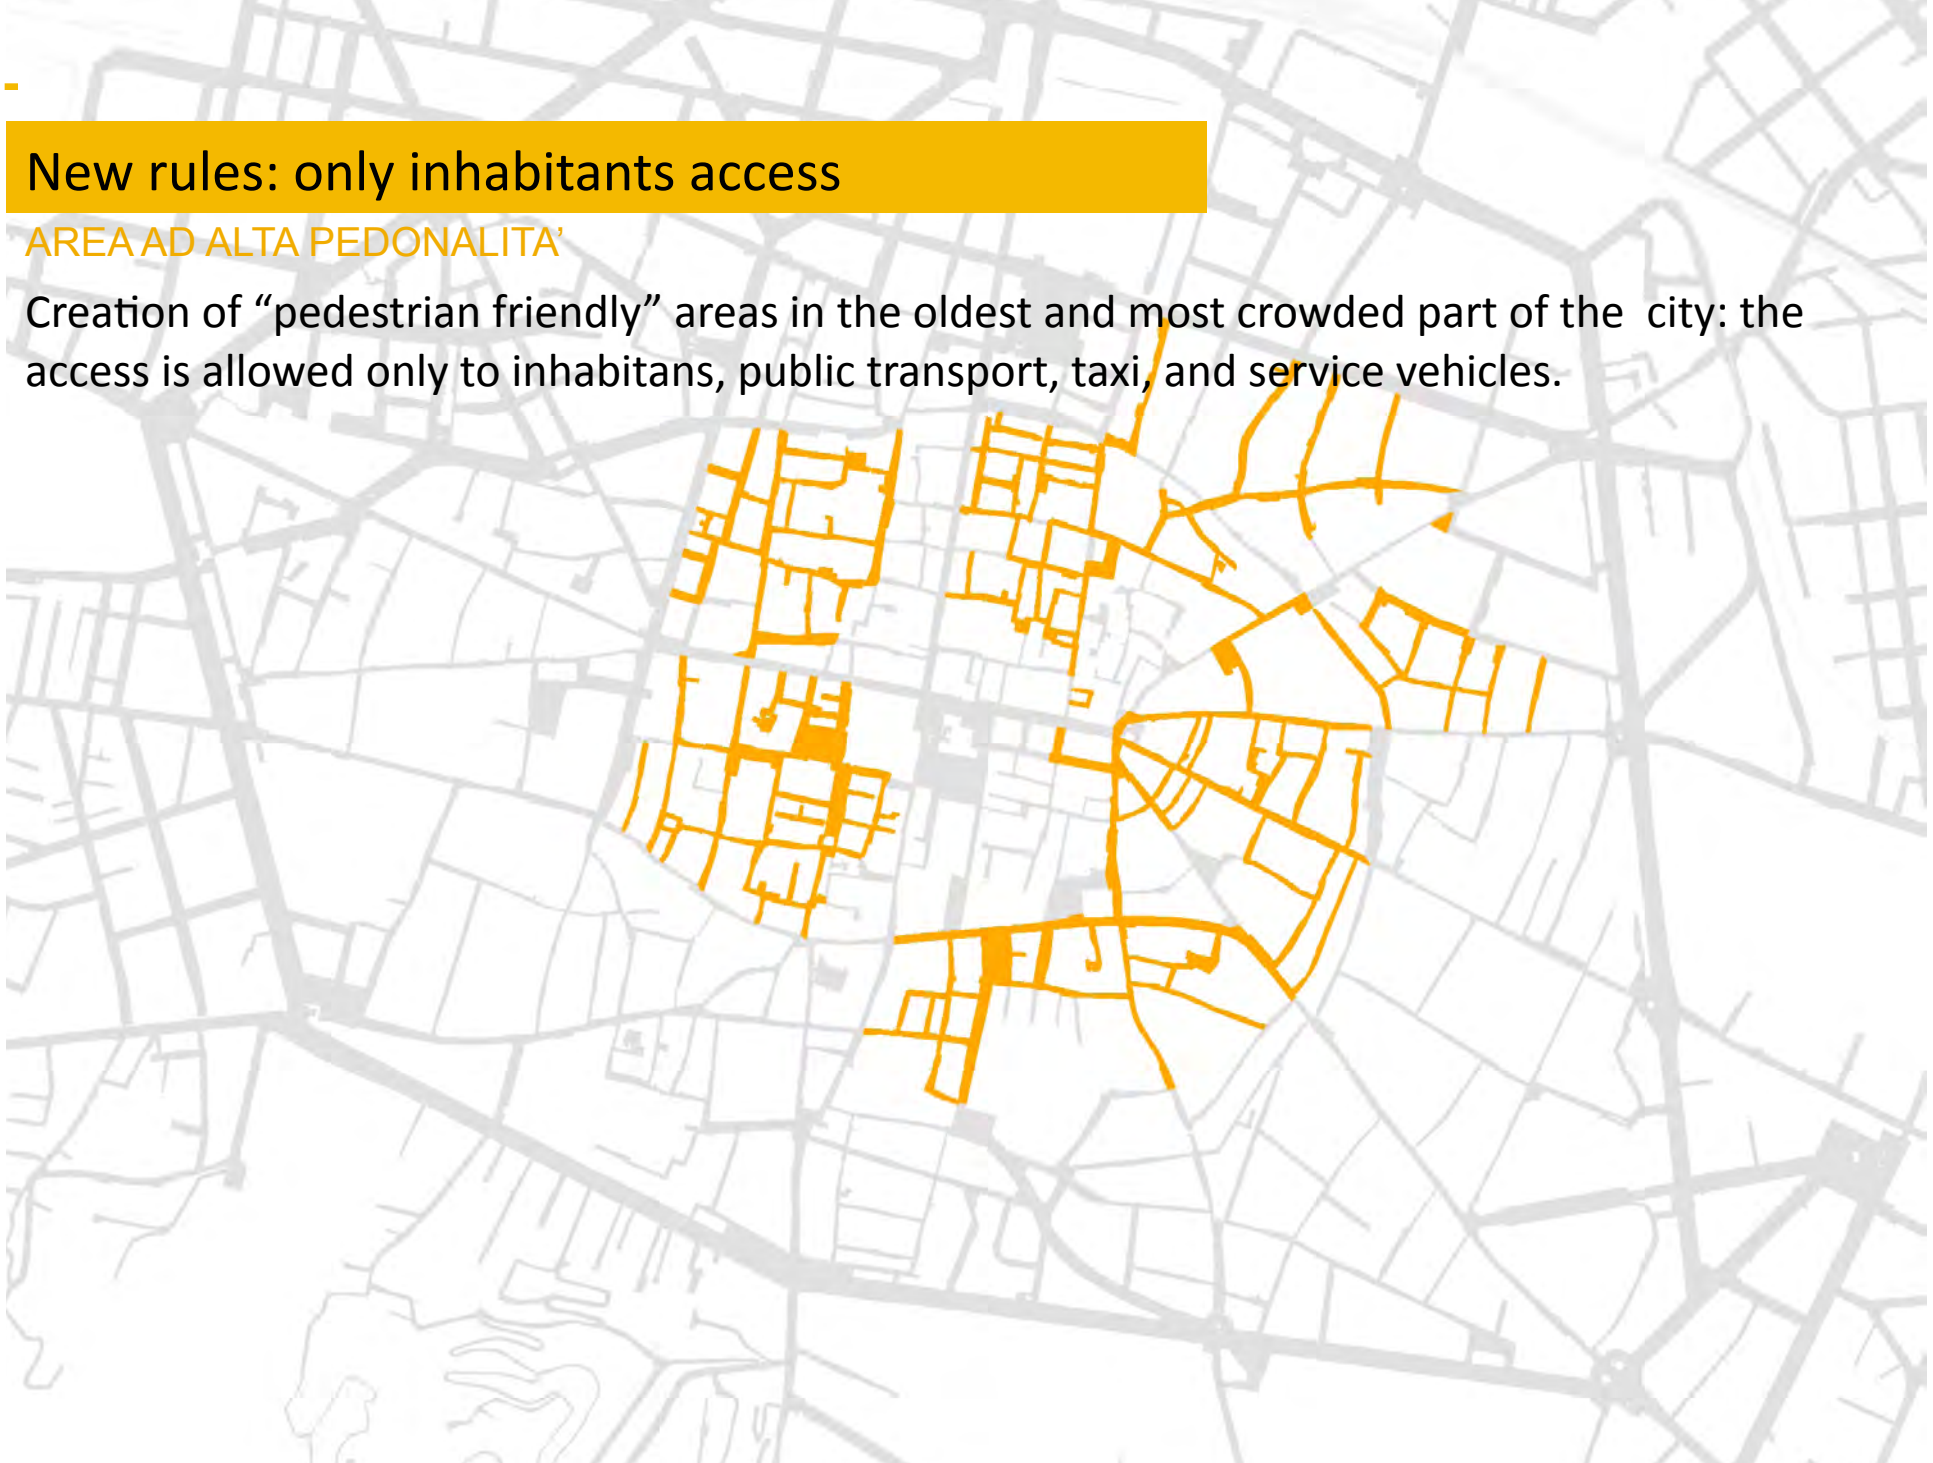 New rules: only inhabitants access
AREA AD ALTA PEDONALITA’
Creation of “pedestrian friendly” areas in the oldest and most crowded part of the city: the
access is allowed only to inhabitans, public transport, taxi, and service vehicles.